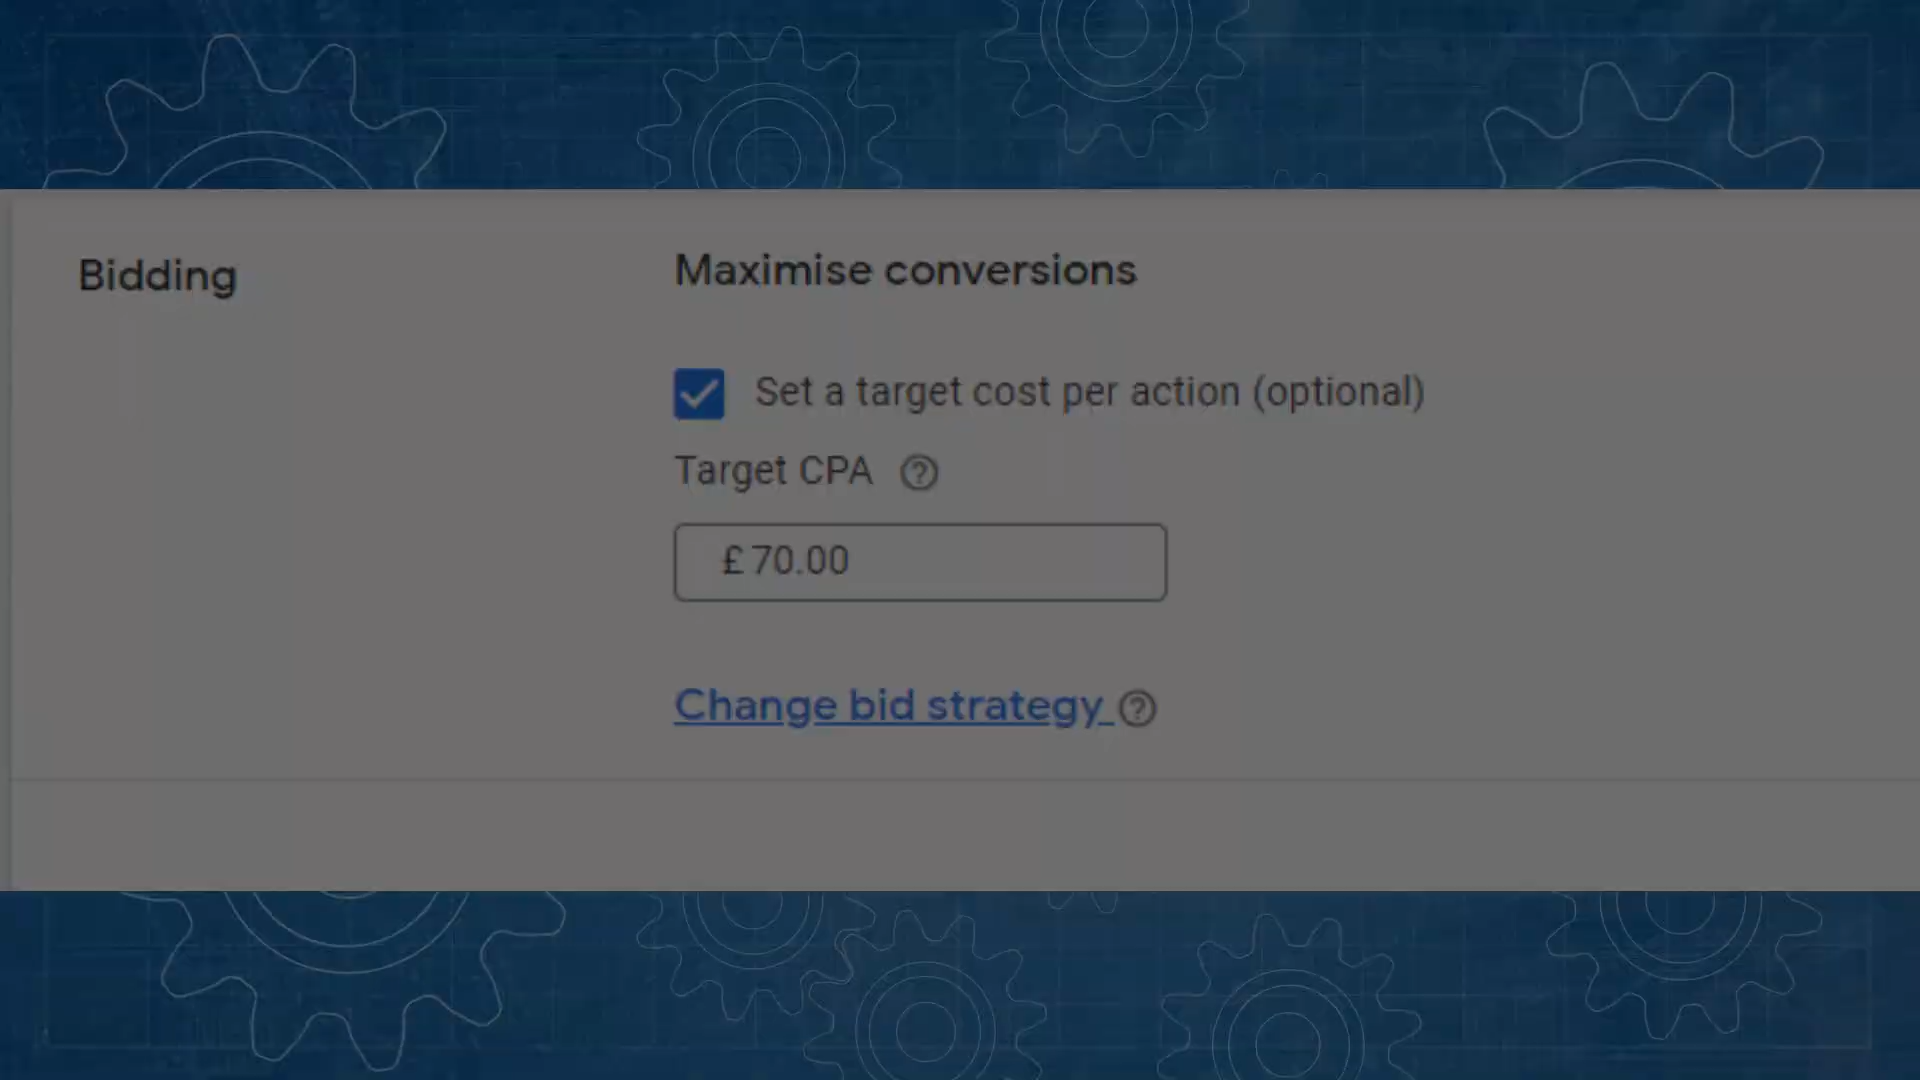 Bidding
Maximise conversions
Set a target cost per action (optional)
Target CPA
£ 70.00
Change bid strategy